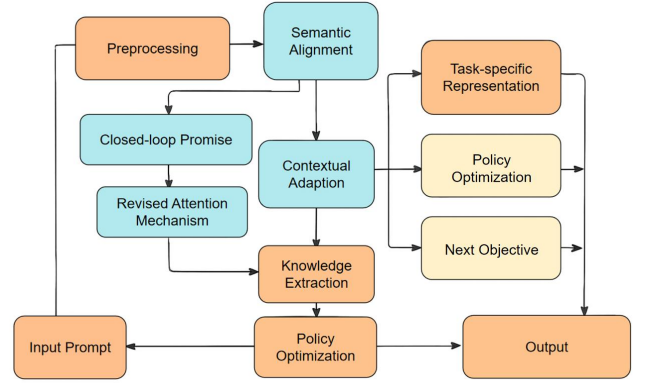 Preprocessing
Semantic
Alignment
Task-specific
Representation
Closed-loop Promise
Contextual
Adaption
Policy
Optimization
Revised Attention
Mechanism
Next Objective
Knowledge
Extraction
Input Prompt
Policy
Optimization
Output